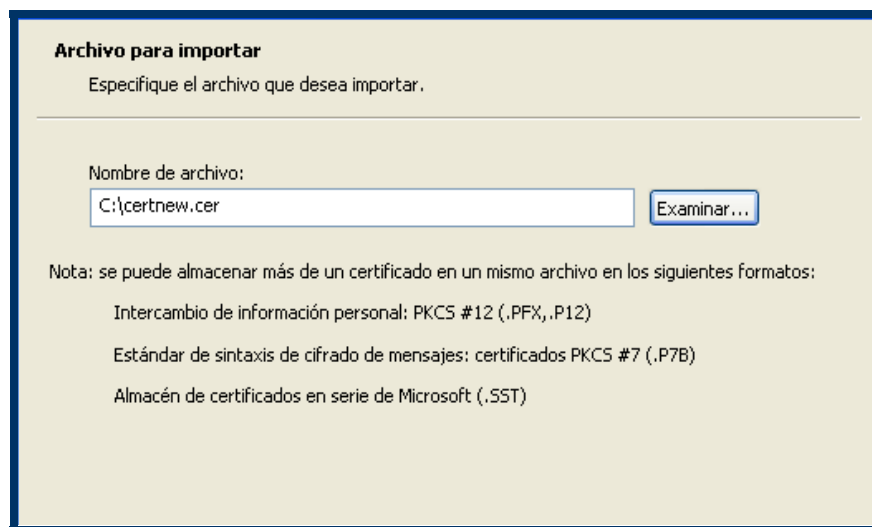 Archivo para importar
Especifique el archivo que desea importar.
Nombre de archivo:
C:\certnew.cer
Examinar...
Nota: se puede almacenar más de un certificado en un mismo archivo en los siguientes formatos:
Intercambio de información personal: PKCS #12 (.PFX,.P12)
Estándar de sintaxis de cifrado de mensajes: certificados PKCS #7 (.P7B)
Almacén de certificados en serie de Microsoft (.SST)